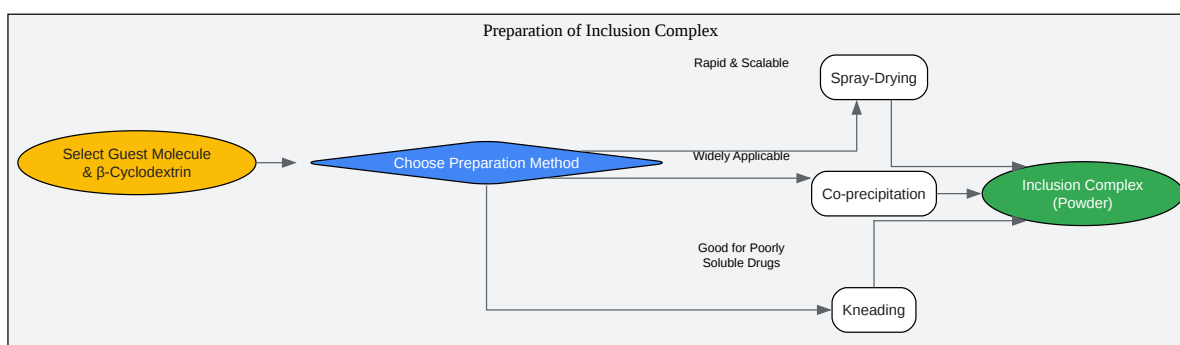 Preparation of Inclusion Complex
Rapid & Scalable
Spray-Drying
Select Guest Molecule
& β-Cyclodextrin
Choose Preparation Method
Widely Applicable
Co-precipitation
Inclusion Complex
(Powder)
Good for Poorly
Soluble Drugs
Kneading